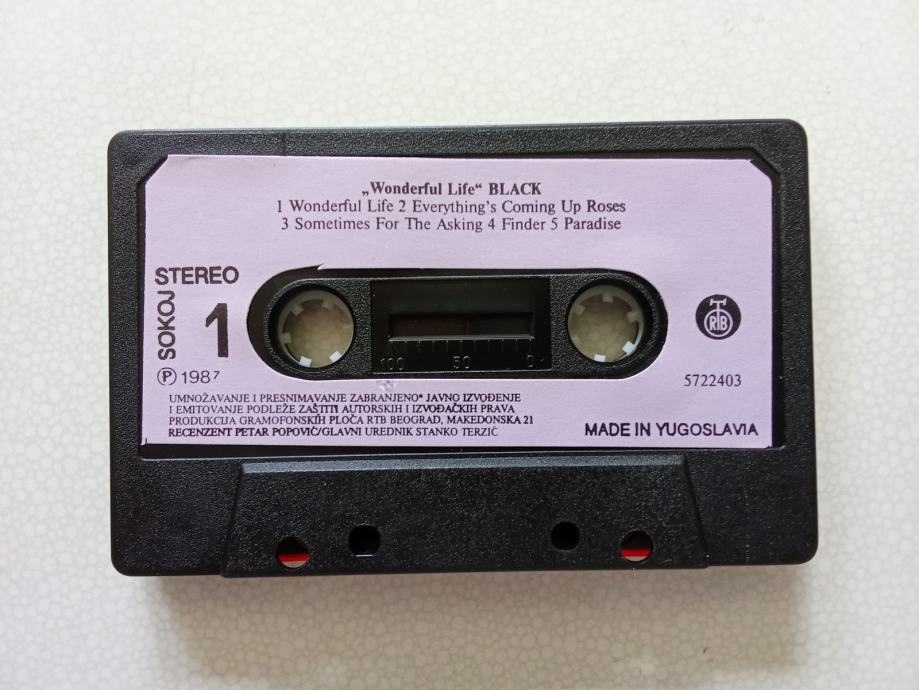 „Wonderful Life“ BLACK
1 Wonderful Life 2 Everything's Coming Up Roses
3 Sometimes For The Asking 4 Finder 5 Paradise
STEREO
SOKOJ
1
100 50 0
RTB
Ⓟ 1987
5722403
UMNOŽAVANJE I PRESNIMAVANJE ZABRANJENO* JAVNO IZVOĐENJE
I EMITOVANJE PODLEŽE ZAŠTITI AUTORSKIH I IZVOĐAČKIH PRAVA
PRODUKCIJA GRAMOFONSKIH PLOČA RTB BEOGRAD, MAKEDONSKA 21
RECENZENT PETAR POPOVIĆ/GLAVNI UREDNIK STANKO TERZIĆ
MADE IN YUGOSLAVIA